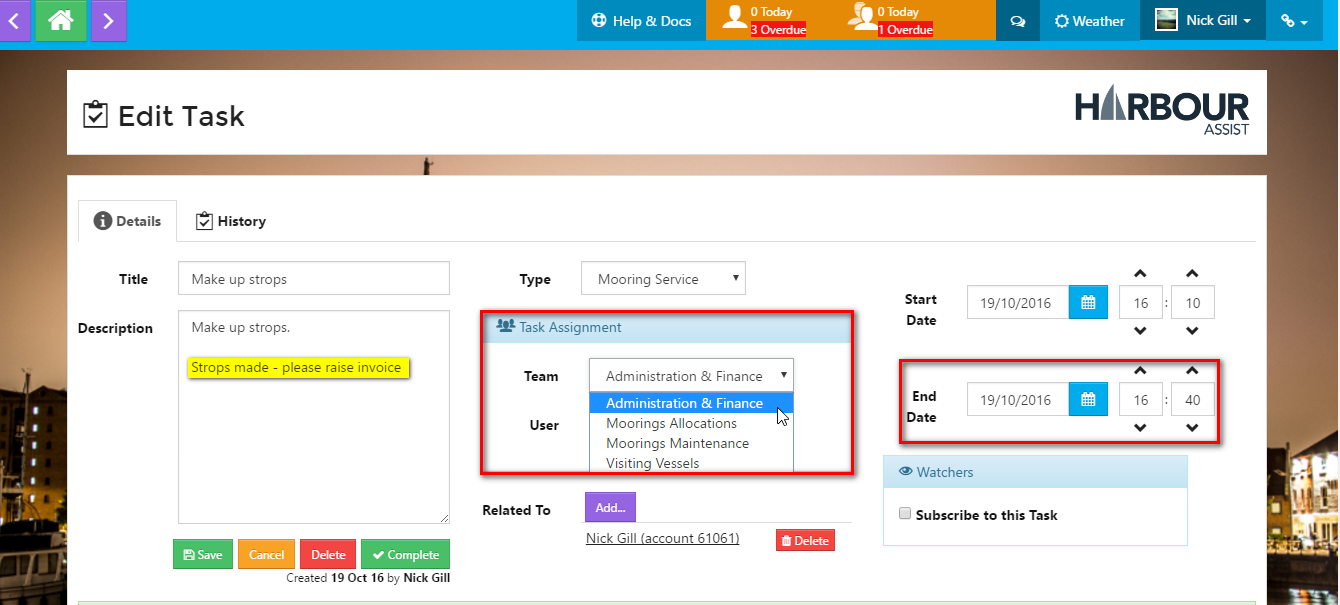 Help & Docs
0 Today
3 Overdue
0 Today
1 Overdue
Weather
Nick Gill
Edit Task
HARBOUR
ASSIST
Details
History
Title
Make up strops
Type
Mooring Service
Start
Date
19/10/2016
16
:
10
Description
Make up strops.
Strops made - please raise invoice
Task Assignment
Team
Administration & Finance
Administration & Finance
Moorings Allocations
Moorings Maintenance
Visiting Vessels
User
End
Date
19/10/2016
16
:
40
Watchers
Subscribe to this Task
Related To
Add...
Nick Gill (account 61061)
Delete
Save
Cancel
Delete
Complete
Created 19 Oct 16 by Nick Gill